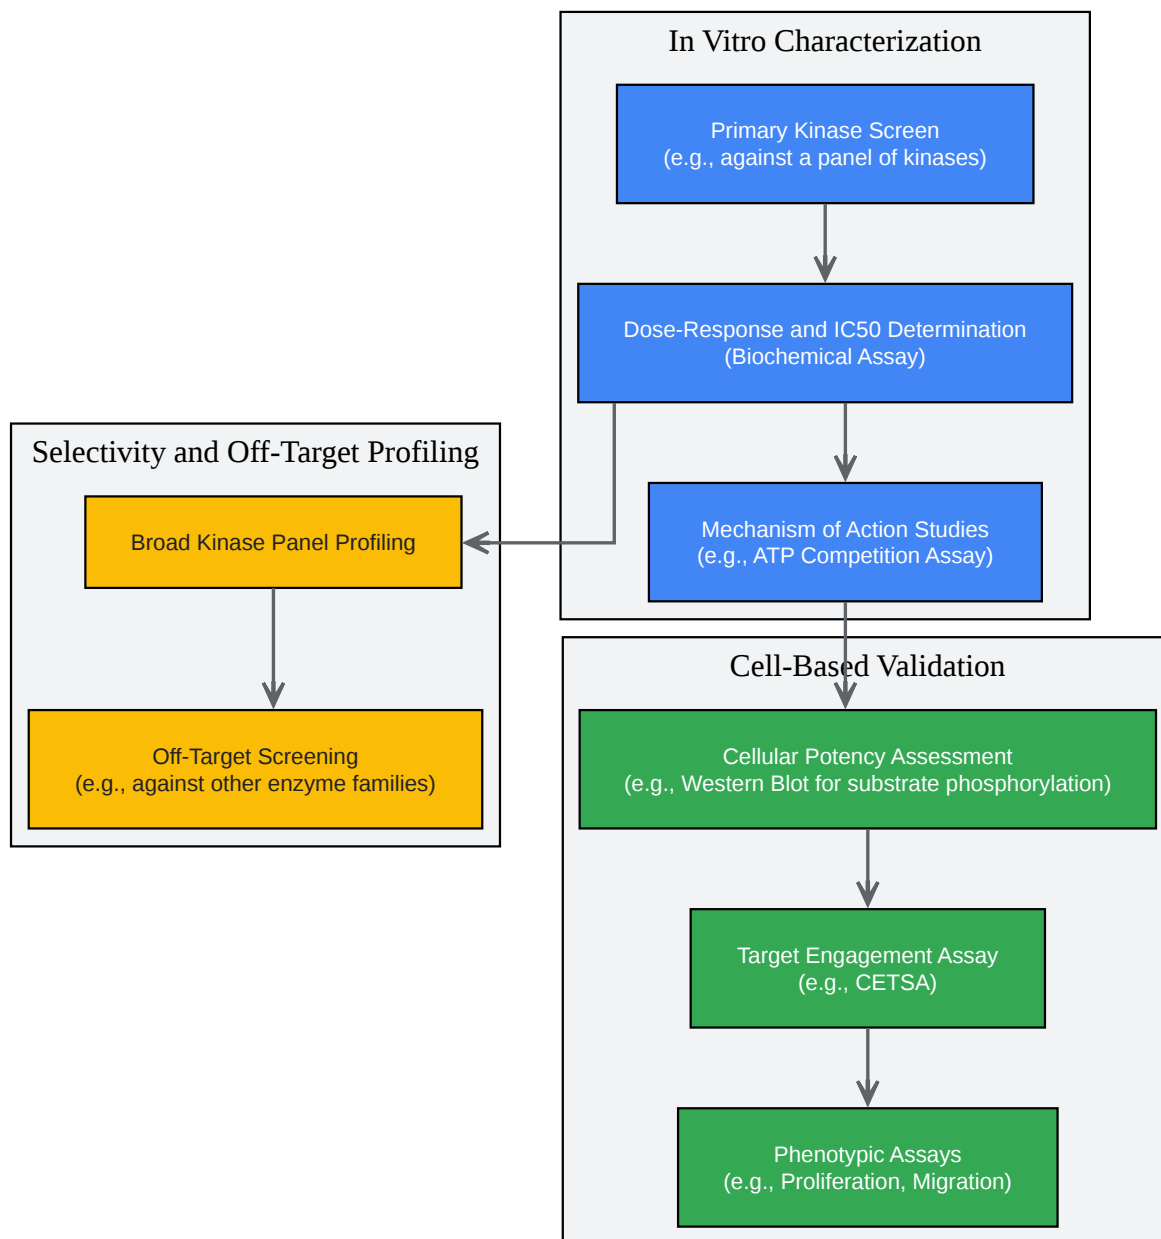 In Vitro Characterization
Primary Kinase Screen
(e.g., against a panel of kinases)
Dose-Response and IC50 Determination
(Biochemical Assay)
Mechanism of Action Studies
(e.g., ATP Competition Assay)
Selectivity and Off-Target Profiling
Broad Kinase Panel Profiling
Off-Target Screening
(e.g., against other enzyme families)
Cell-Based Validation
Cellular Potency Assessment
(e.g., Western Blot for substrate phosphorylation)
Target Engagement Assay
(e.g., CETSA)
Phenotypic Assays
(e.g., Proliferation, Migration)